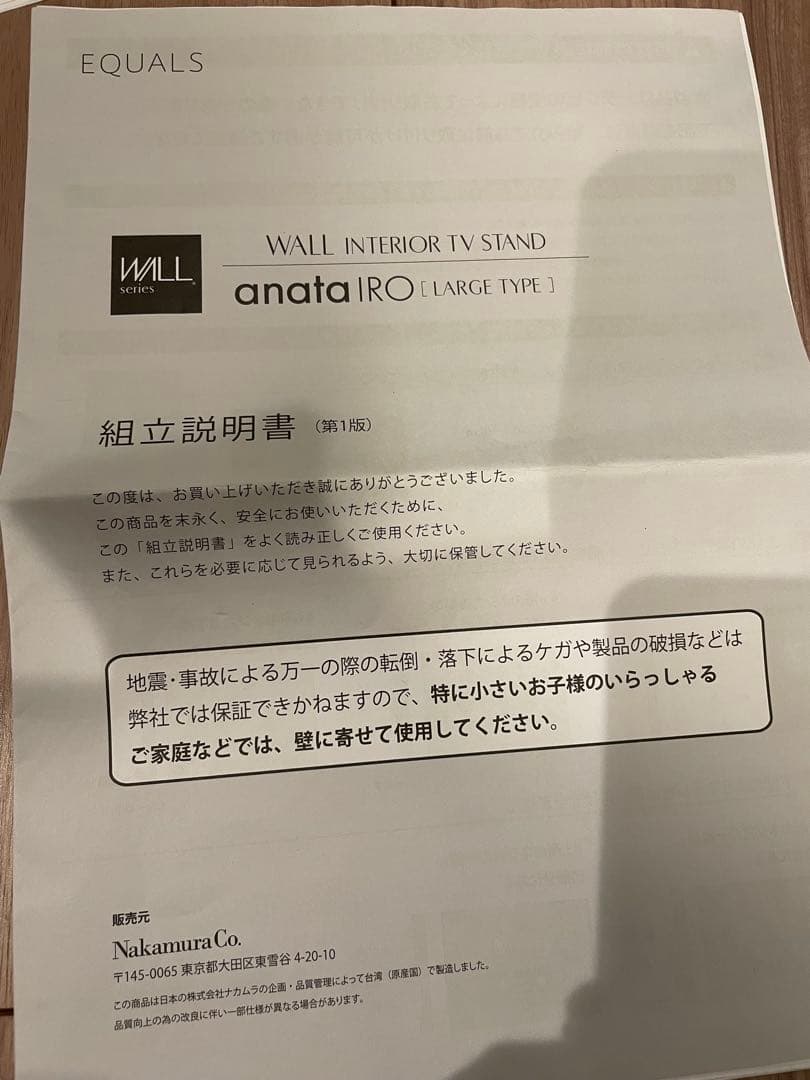 EQUALS
WALL
series
WALL INTERIOR TV STAND
anata IRO [ LARGE TYPE ]
組立説明書(第1版)
この度は、お買い上げいただき誠にありがとうございました。
この商品を末永く、安全にお使いいただくために、
この「組立説明書」をよく読み正しくご使用ください。
また、これらを必要に応じて見られるよう、大切に保管してください。
地震・事故による万一の際の転倒・落下によるケガや製品の破損などは
弊社では保証できかねますので、特に小さいお子様のいらっしゃる
ご家庭などでは、壁に寄せて使用してください。
販売元
Nakamura Co.
〒145-0065 東京都大田区東雪谷 4-20-10
この商品は日本の株式会社ナカムラの企画・品質管理によって台湾(原産国)で製造しました。
品質向上の為の改良に伴い一部仕様が異なる場合があります。